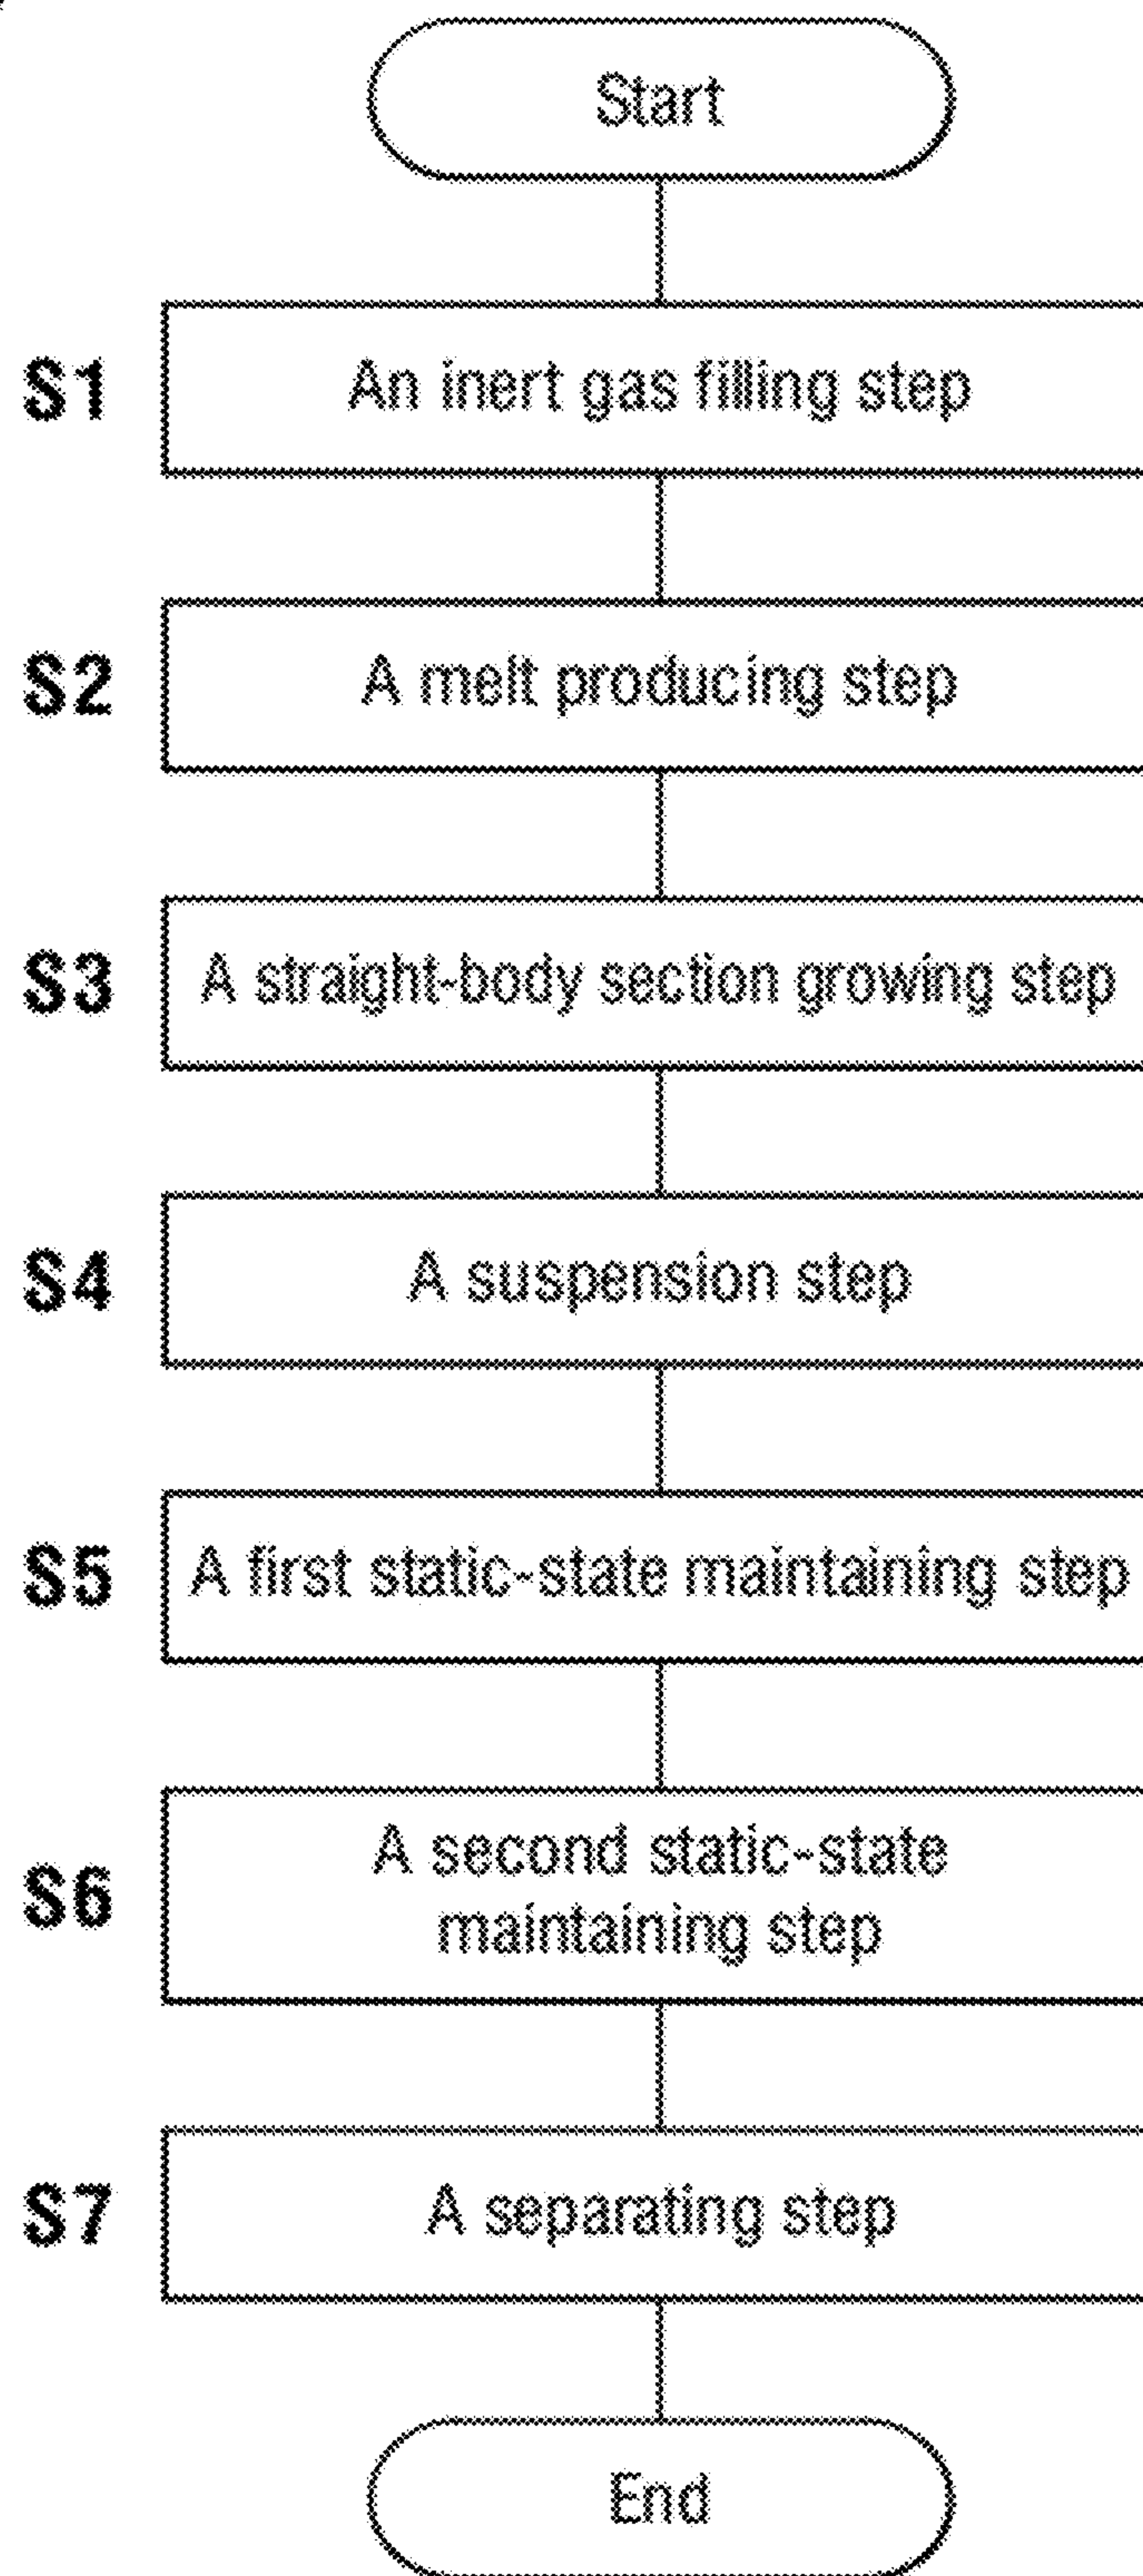 Start
S1 An inert gas filling step
S2 A melt producing step
S3 A straight-body section growing step
S4 A suspension step
S5 A first static-state maintaining step
S6 A second static-state
maintaining step
S7 A separating step
End